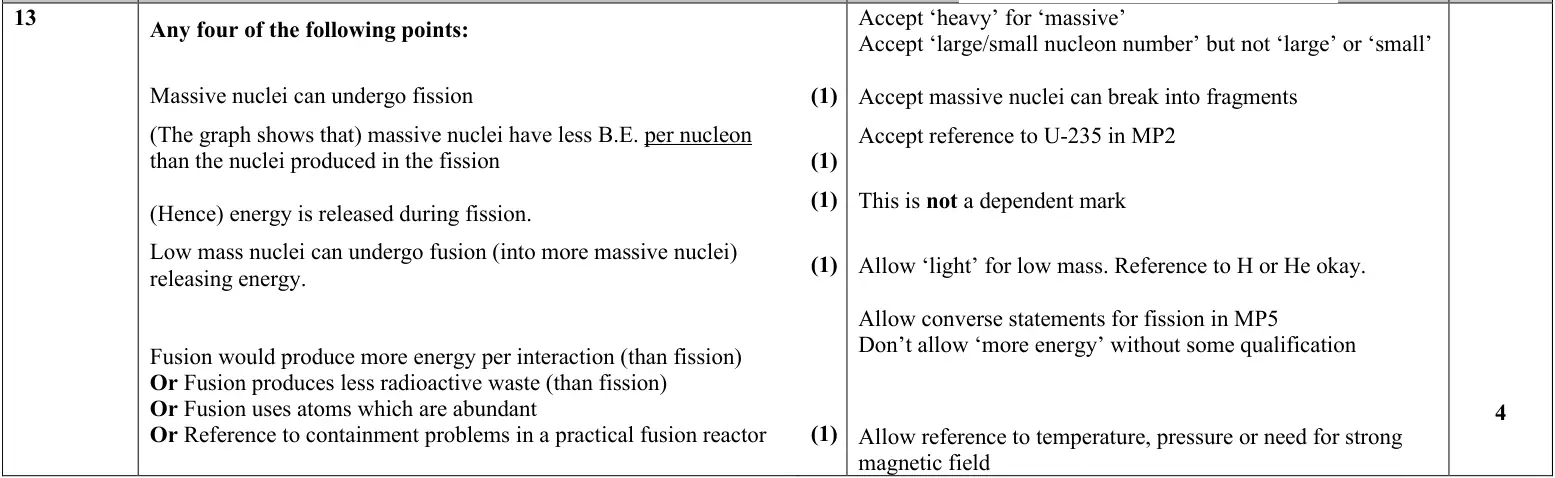 13
Any four of the following points:
Accept ‘heavy’ for ‘massive’
Accept ‘large/small nucleon number’ but not ‘large’ or ‘small’
Massive nuclei can undergo fission (1)
Accept massive nuclei can break into fragments
(The graph shows that) massive nuclei have less B.E. per nucleon
than the nuclei produced in the fission (1)
Accept reference to U-235 in MP2
(Hence) energy is released during fission. (1)
This is not a dependent mark
Low mass nuclei can undergo fusion (into more massive nuclei)
releasing energy. (1)
Allow ‘light’ for low mass. Reference to H or He okay.
Fusion would produce more energy per interaction (than fission)
Or Fusion produces less radioactive waste (than fission)
Or Fusion uses atoms which are abundant
Or Reference to containment problems in a practical fusion reactor (1)
Allow converse statements for fission in MP5
Don’t allow ‘more energy’ without some qualification
Allow reference to temperature, pressure or need for strong
magnetic field
4